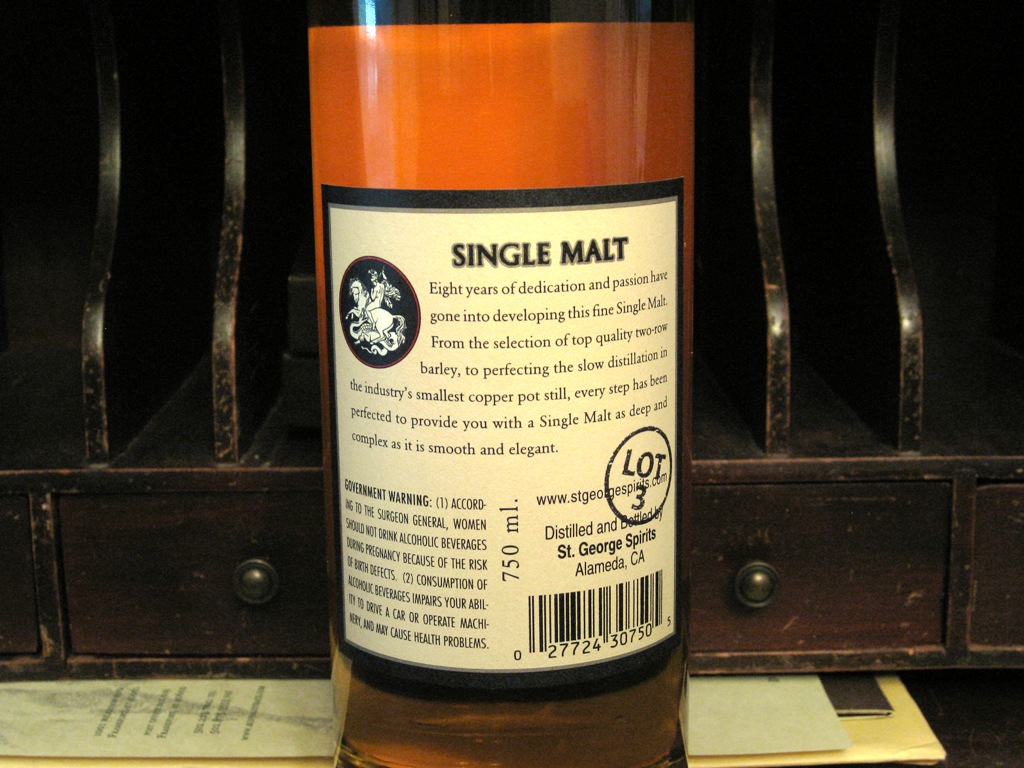 SINGLE MALT
Eight years of dedication and passion have
gone into developing this fine Single Malt.
From the selection of top quality two-row
barley, to perfecting the slow distillation in
the industry's smallest copper pot still, every step has been
perfected to provide you with a Single Malt as deep and
complex as it is smooth and elegant.
GOVERNMENT WARNING: (1) ACCORD-
ING TO THE SURGEON GENERAL, WOMEN
SHOULD NOT DRINK ALCOHOLIC BEVERAGES
DURING PREGNANCY BECAUSE OF THE RISK
OF BIRTH DEFECTS. (2) CONSUMPTION OF
ALCOHOLIC BEVERAGES IMPAIRS YOUR ABIL-
ITY TO DRIVE A CAR OR OPERATE MACHI-
NERY, AND MAY CAUSE HEALTH PROBLEMS.
750 ml.
LOT
3
www.stgeorgespirits.com
Distilled and Bottled by
St. George Spirits
Alameda, CA
0 27724 30750 5